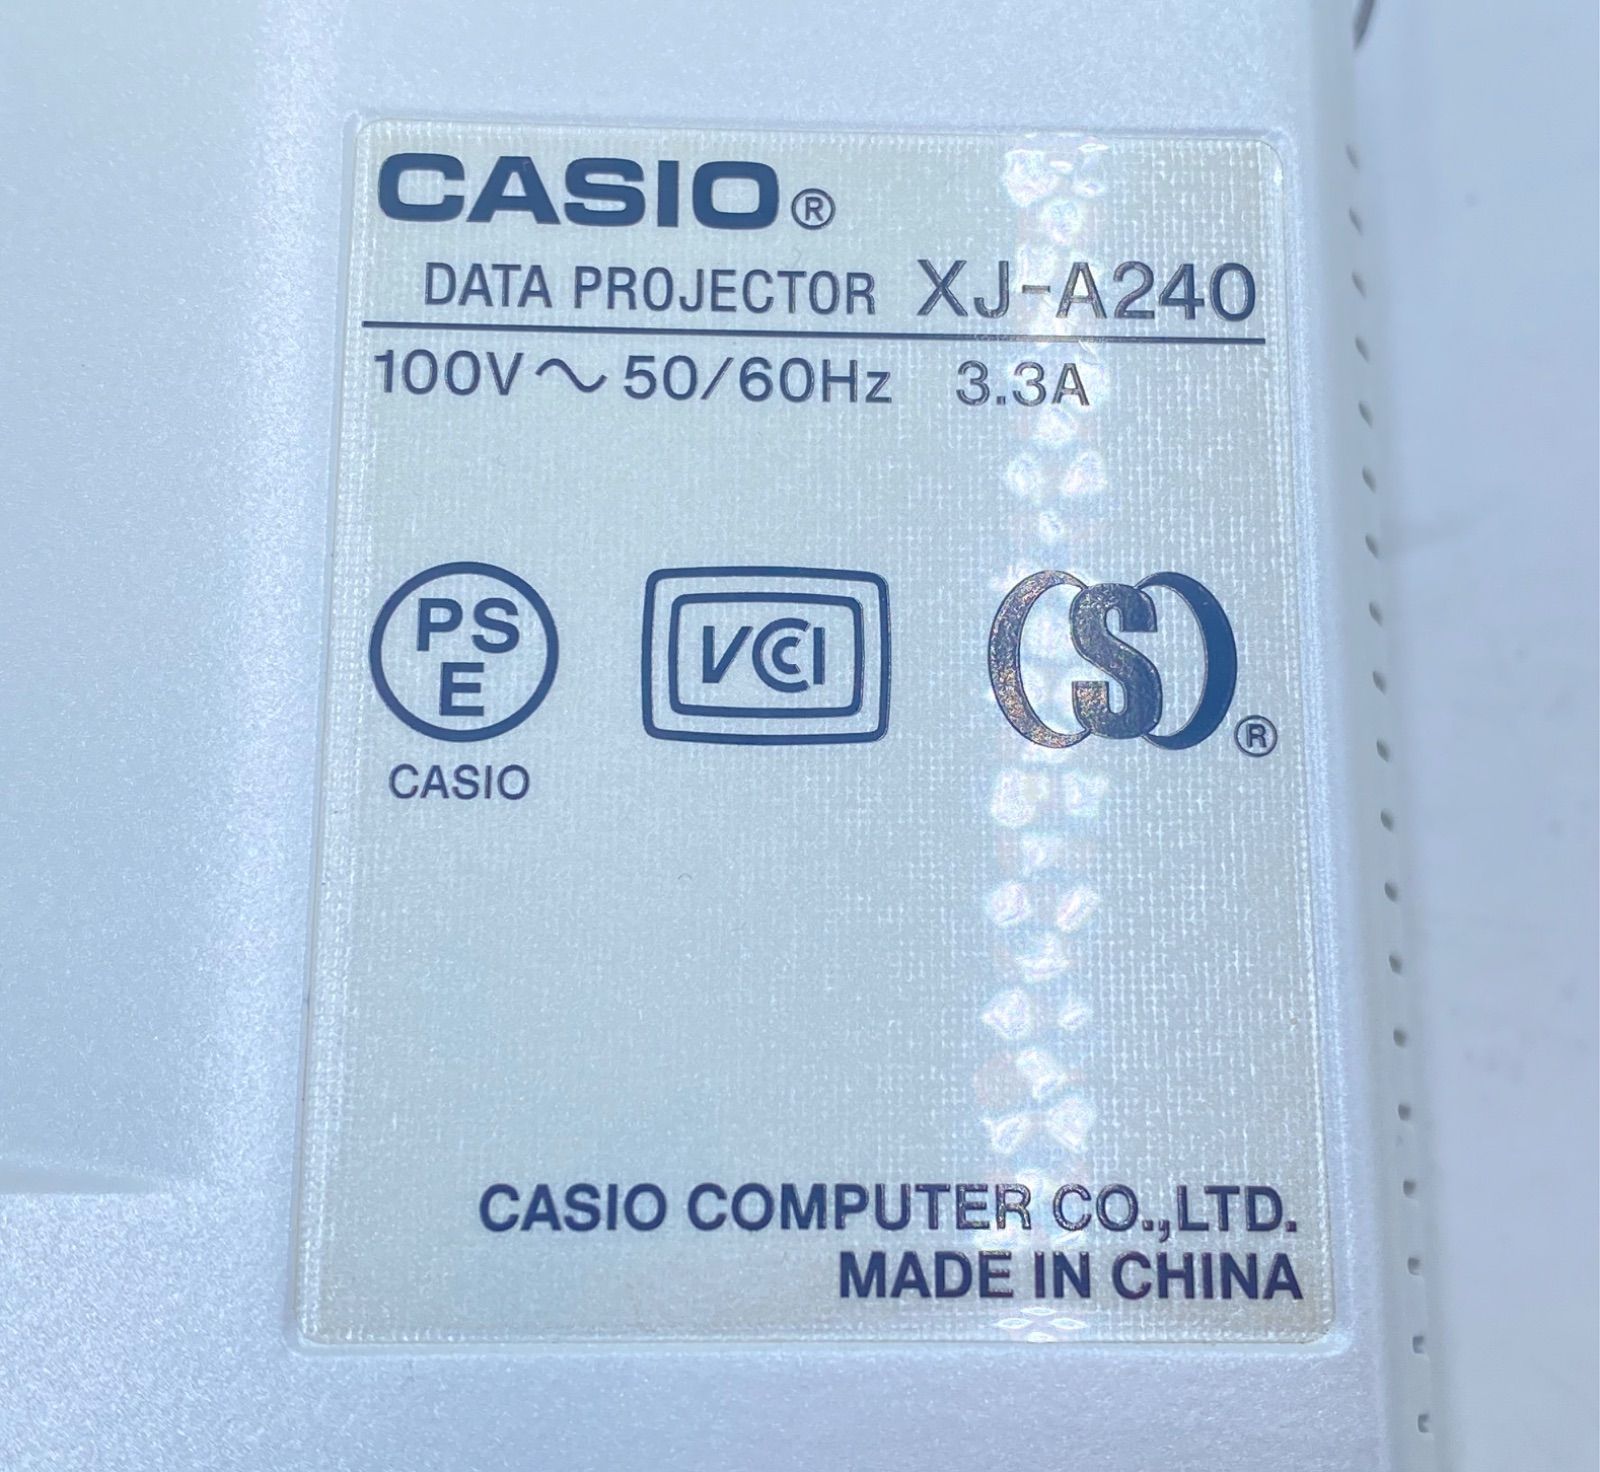 CASIO®
DATA PROJECTOR XJ-A240
100V～50/60Hz 3.3A
PS
E
VCCI
S®
CASIO
CASIO COMPUTER CO.,LTD.
MADE IN CHINA